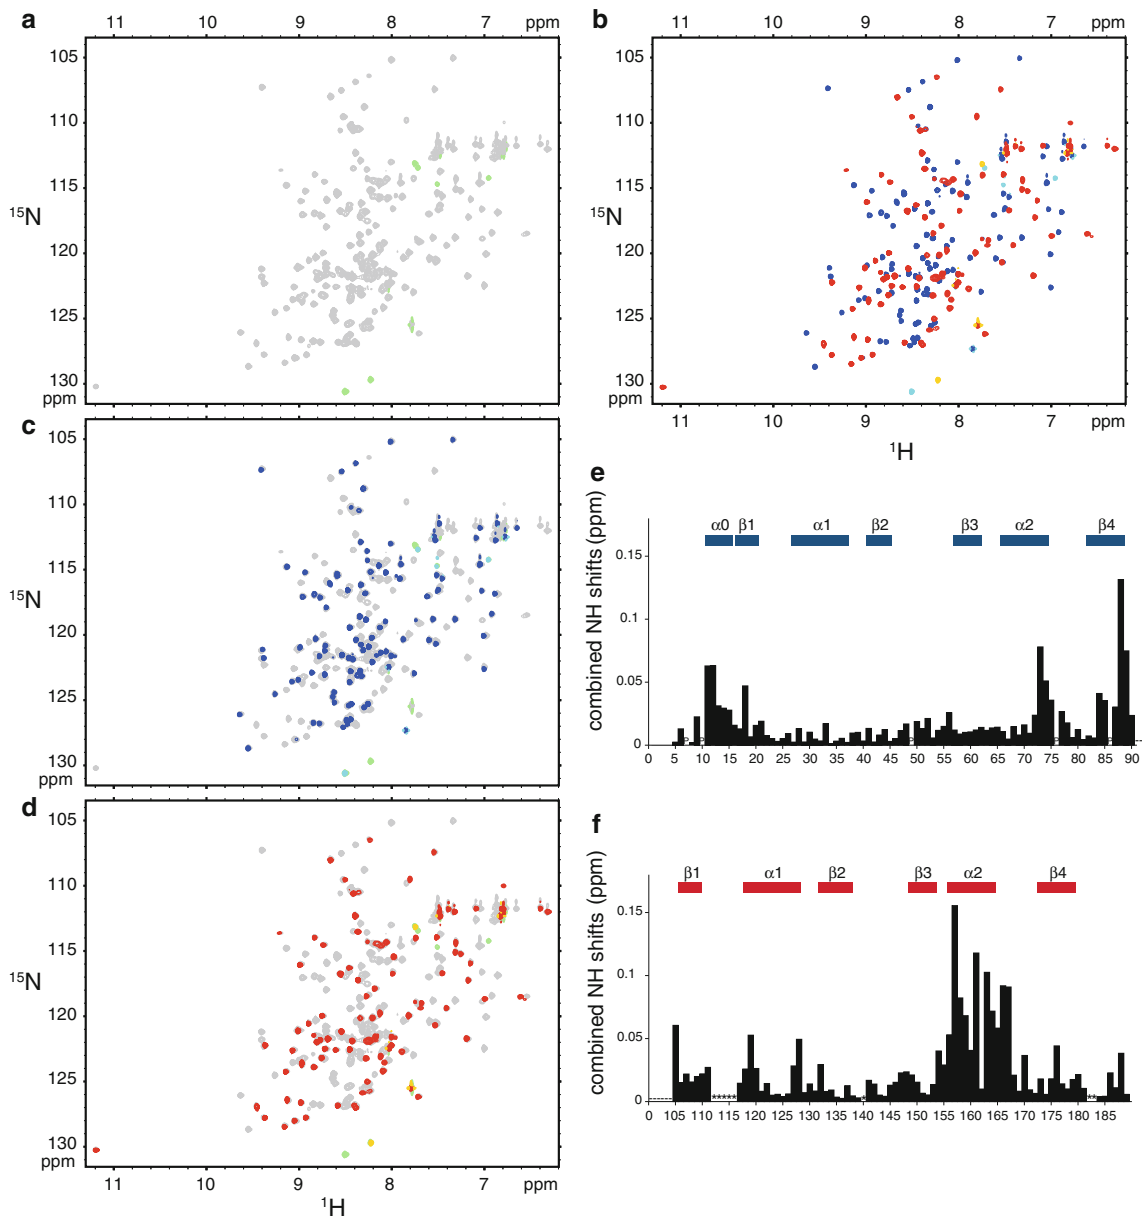 a
11 10 9 8 7 ppm
105
110
115
120
125
130
ppm
15N
b
11 10 9 8 7 ppm
105
110
115
120
125
130
ppm
15N
11 10 9 8 7 ppm
1H
c
105
110
115
120
125
130
ppm
15N
d
105
110
115
120
125
130
ppm
15N
11 10 9 8 7 ppm
1H
e
α0 β1 α1 β2 β3 α2 β4
combined NH shifts (ppm)
0.15
0.1
0.05
0
P P P P P
0 5 10 15 20 25 30 35 40 45 50 55 60 65 70 75 80 85 90
f
β1 α1 β2 β3 α2 β4
combined NH shifts (ppm)
0.15
0.1
0.05
0
***** * **
0 105 110 115 120 125 130 135 140 145 150 155 160 165 170 175 180 185